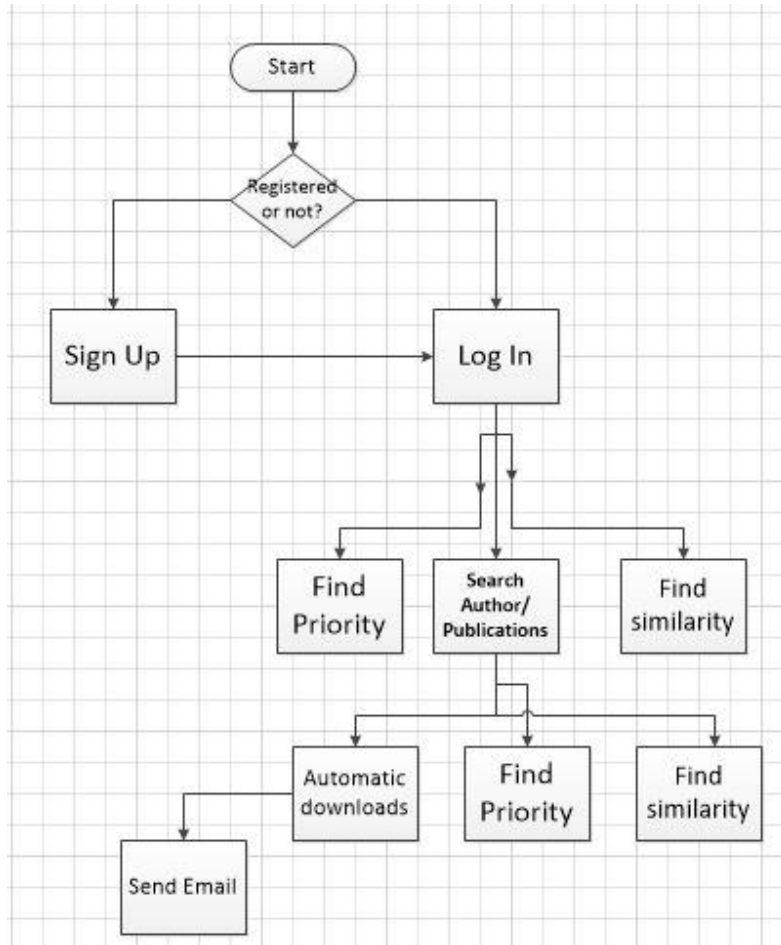 Start
Registered
or not?
Sign Up
Log In
Find
Priority
Search
Author/
Publications
Find
similarity
Automatic
downloads
Find
Priority
Find
similarity
Send Email